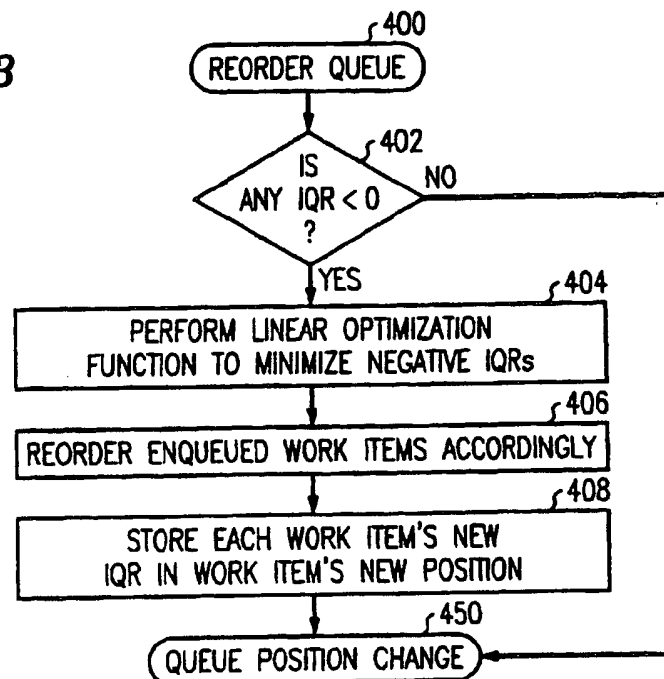 3
400
REORDER QUEUE
402
IS
ANY IQR < 0
?
NO
YES
404
PERFORM LINEAR OPTIMIZATION
FUNCTION TO MINIMIZE NEGATIVE IQRs
406
REORDER ENQUEUED WORK ITEMS ACCORDINGLY
408
STORE EACH WORK ITEM'S NEW
IQR IN WORK ITEM'S NEW POSITION
450
QUEUE POSITION CHANGE